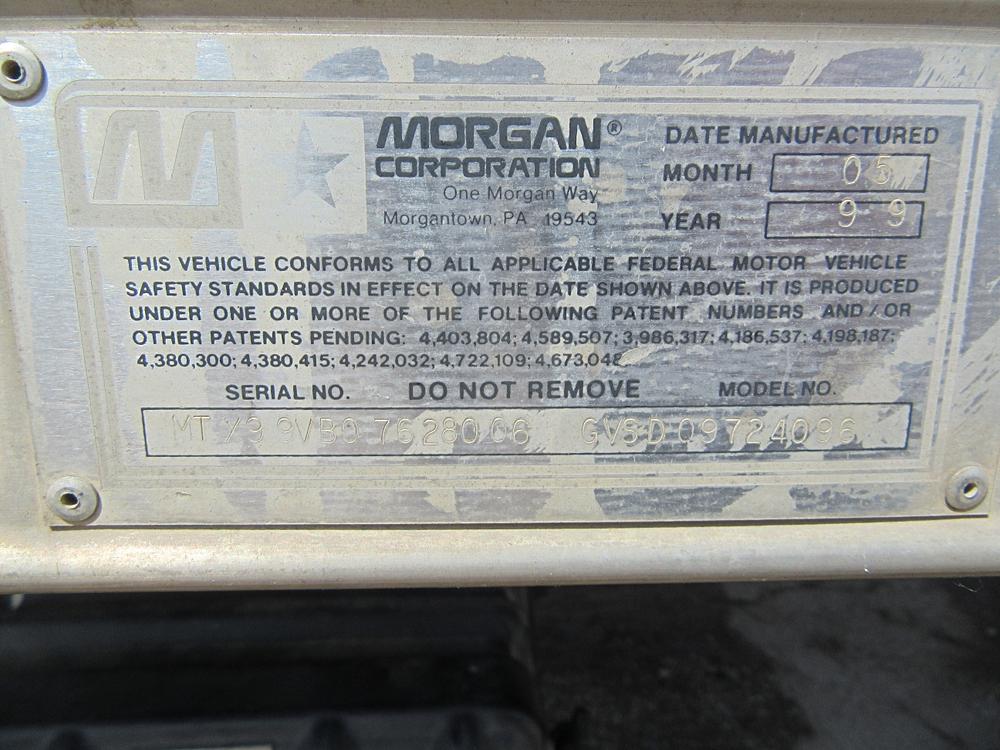 MORGAN®
CORPORATION
One Morgan Way
Morgantown, PA 19543
DATE MANUFACTURED
MONTH 05
YEAR 99
THIS VEHICLE CONFORMS TO ALL APPLICABLE FEDERAL MOTOR VEHICLE
SAFETY STANDARDS IN EFFECT ON THE DATE SHOWN ABOVE. IT IS PRODUCED
UNDER ONE OR MORE OF THE FOLLOWING PATENT NUMBERS AND/OR
OTHER PATENTS PENDING: 4,403,804; 4,589,507; 3,986,317; 4,186,537; 4,198,187;
4,380,300; 4,380,415; 4,242,032; 4,722,109; 4,673,048
SERIAL NO. DO NOT REMOVE MODEL NO.
GVSD09724096